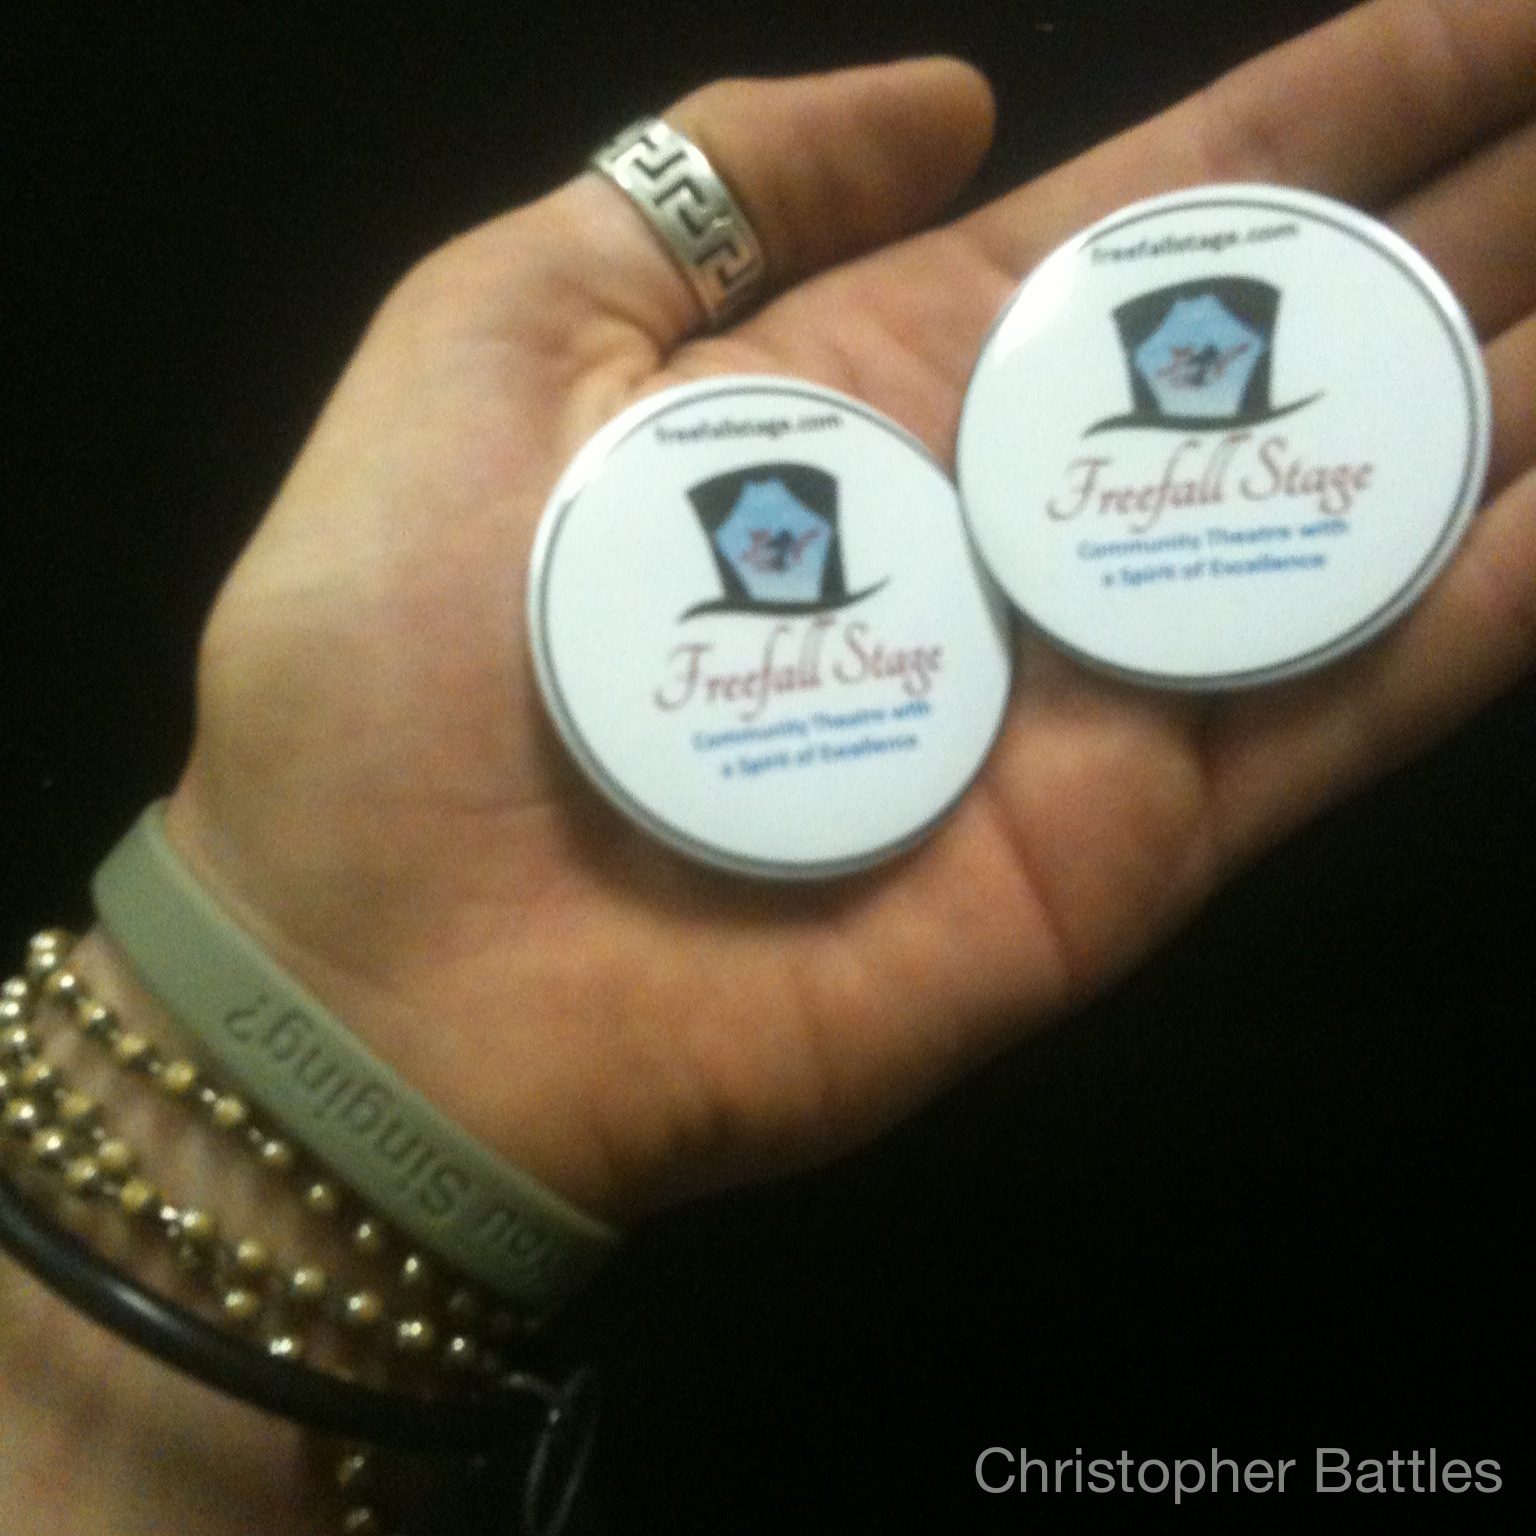 freefallstage.com
Freefall Stage
Community Theatre with
a Spirit of Excellence
freefallstage.com
Freefall Stage
Community Theatre with
a Spirit of Excellence
You Singing?
Christopher Battles